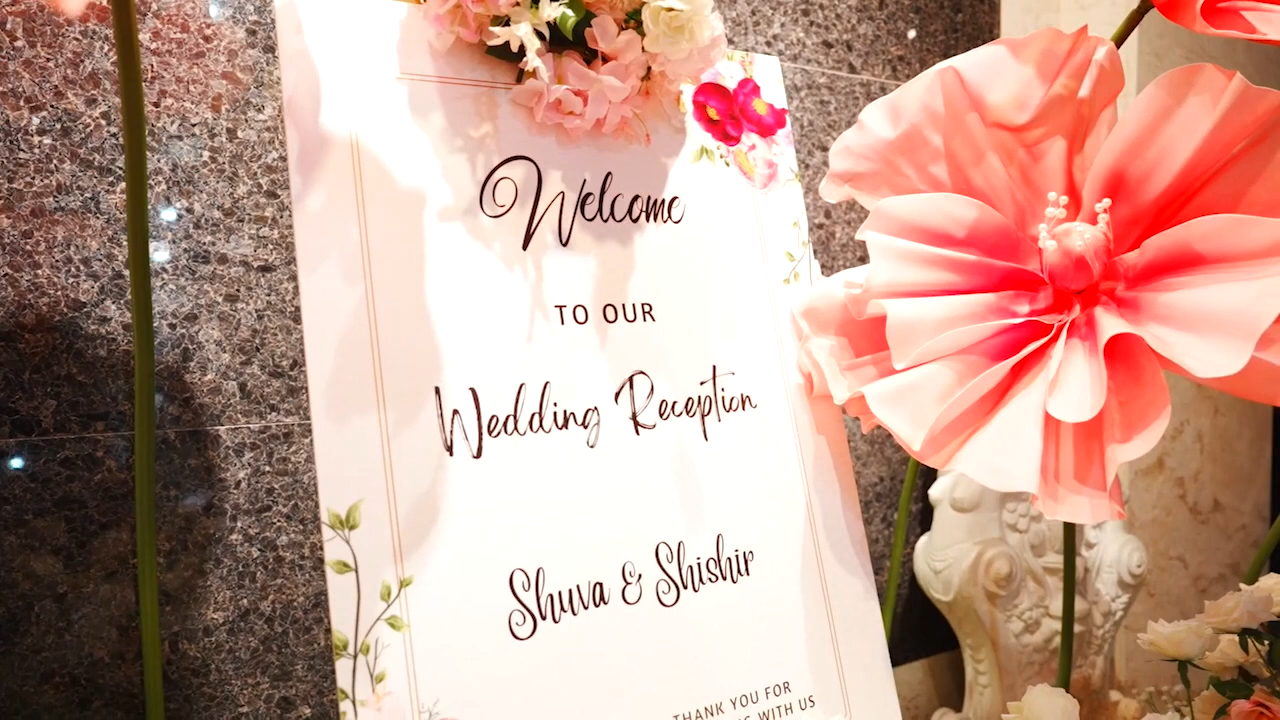 Welcome
TO OUR
Wedding Reception
Shuva & Shishir
THANK YOU FOR
WITH US